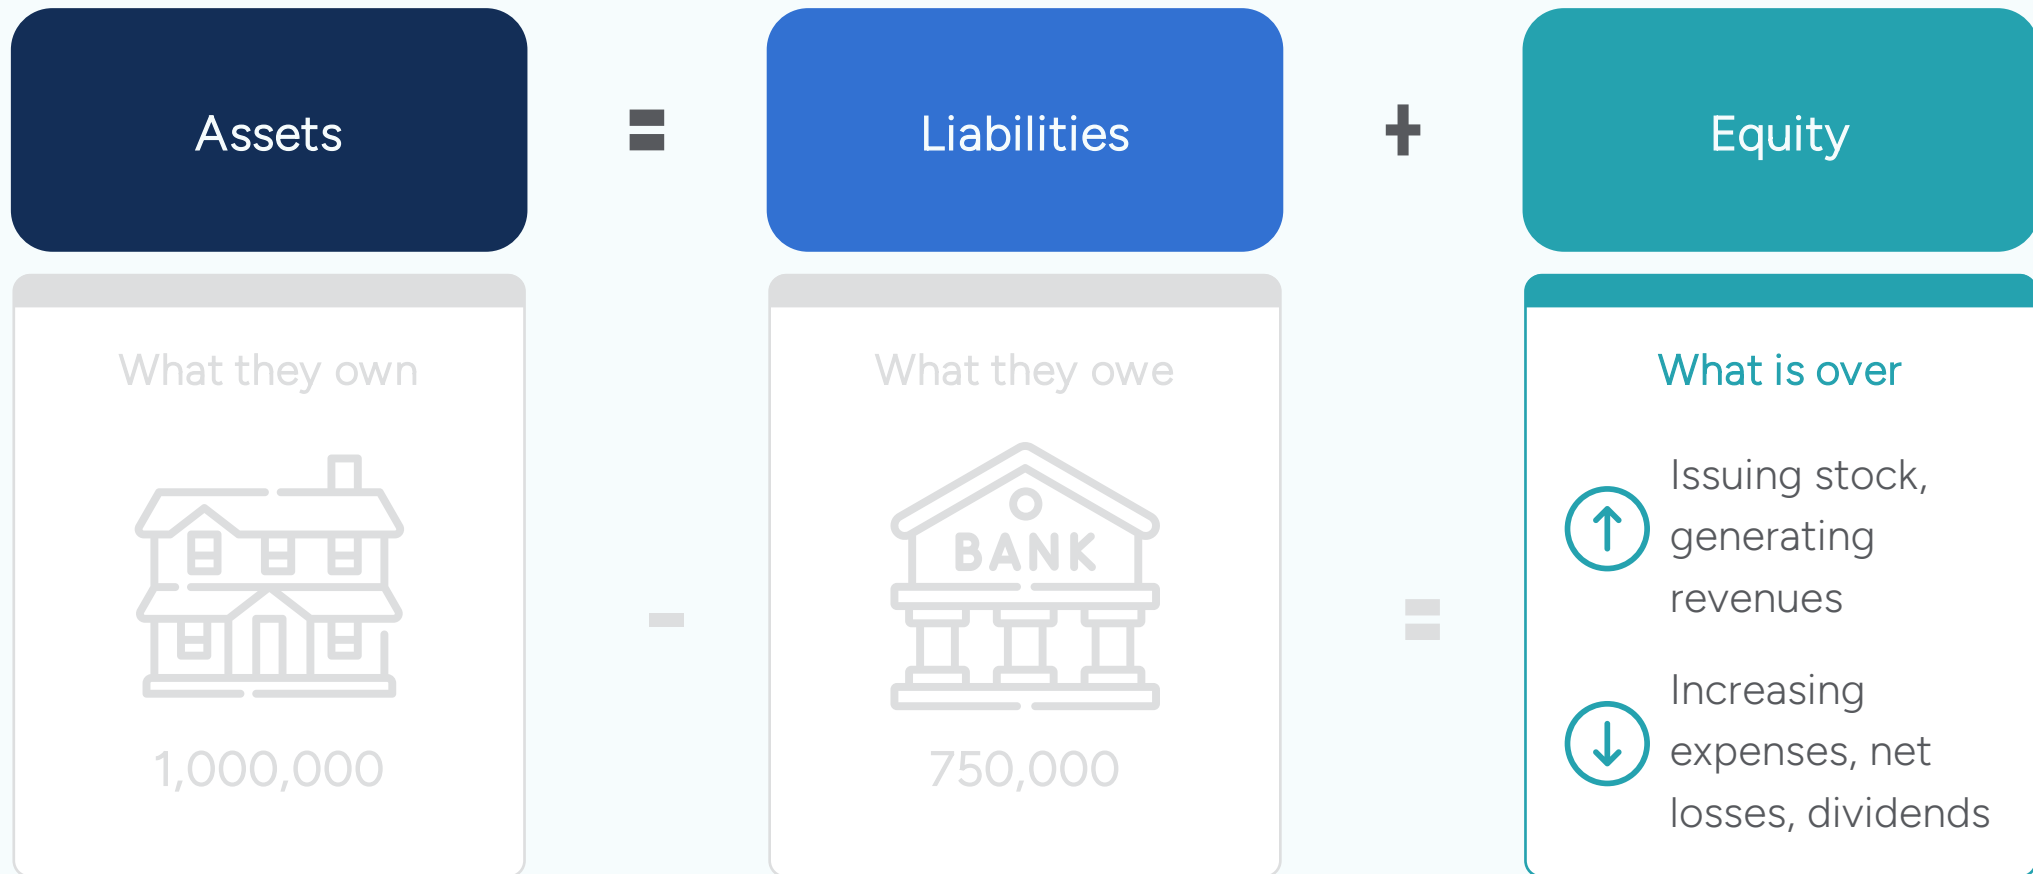 Assets
=
Liabilities
+
Equity
What they own
What they owe
What is over
BANK
Issuing stock,
generating
revenues
-
=
Increasing
expenses, net
losses, dividends
1,000,000
750,000